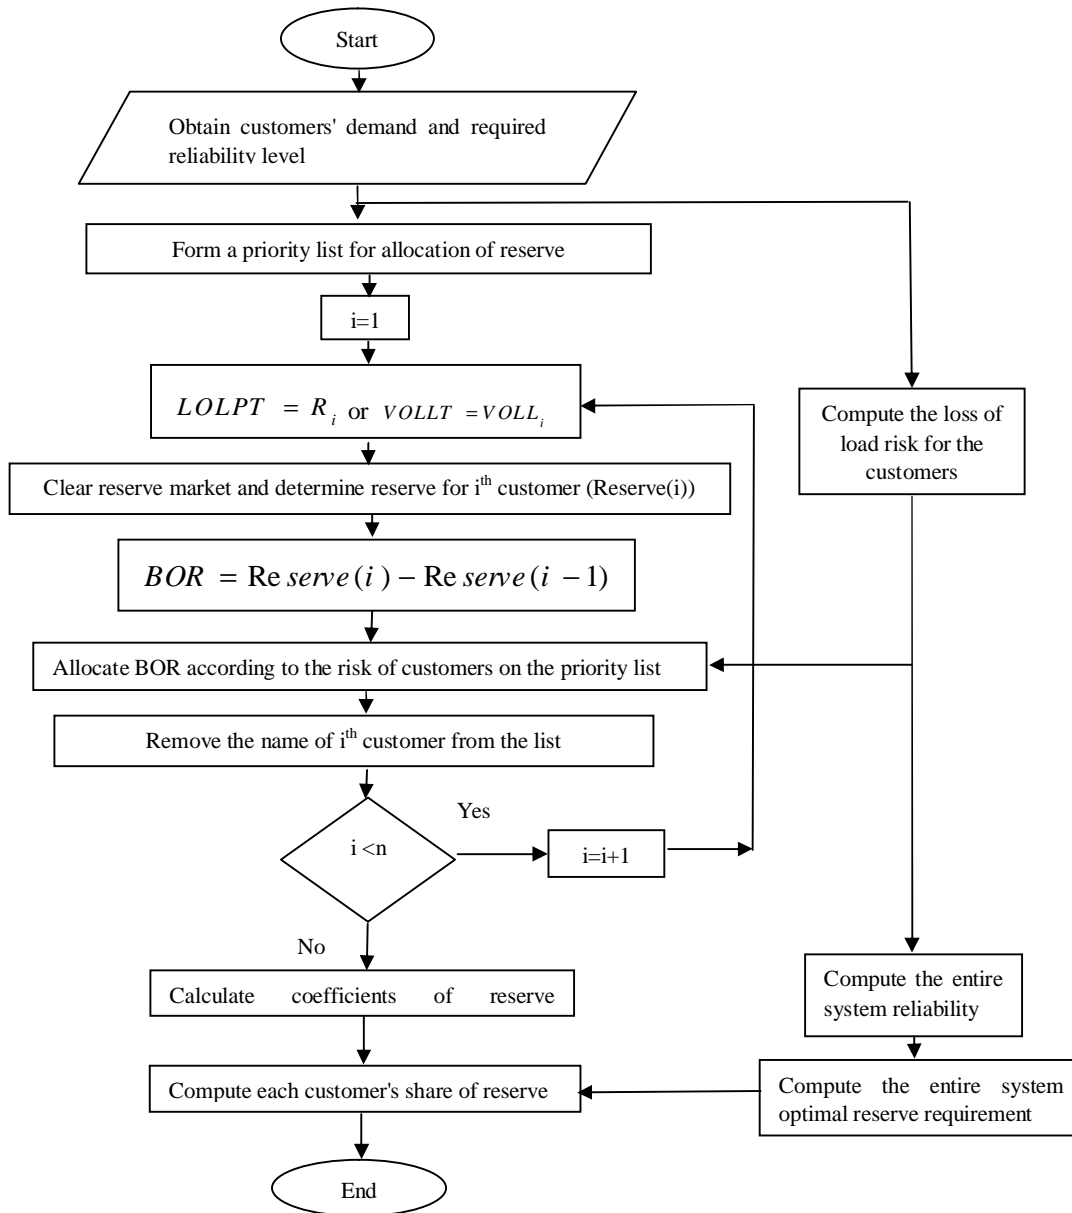 Start
Obtain customers' demand and required
reliability level
Form a priority list for allocation of reserve
i=1
LOLPT = R_i or VOLLT =VOLL_i
Compute the loss of
load risk for the
customers
Clear reserve market and determine reserve for i^th customer (Reserve(i))
BOR = Re serve(i) − Re serve(i − 1)
Allocate BOR according to the risk of customers on the priority list
Remove the name of i^th customer from the list
Yes
i <n
i=i+1
No
Calculate coefficients of reserve
Compute the entire
system reliability
Compute each customer's share of reserve
Compute the entire system
optimal reserve requirement
End